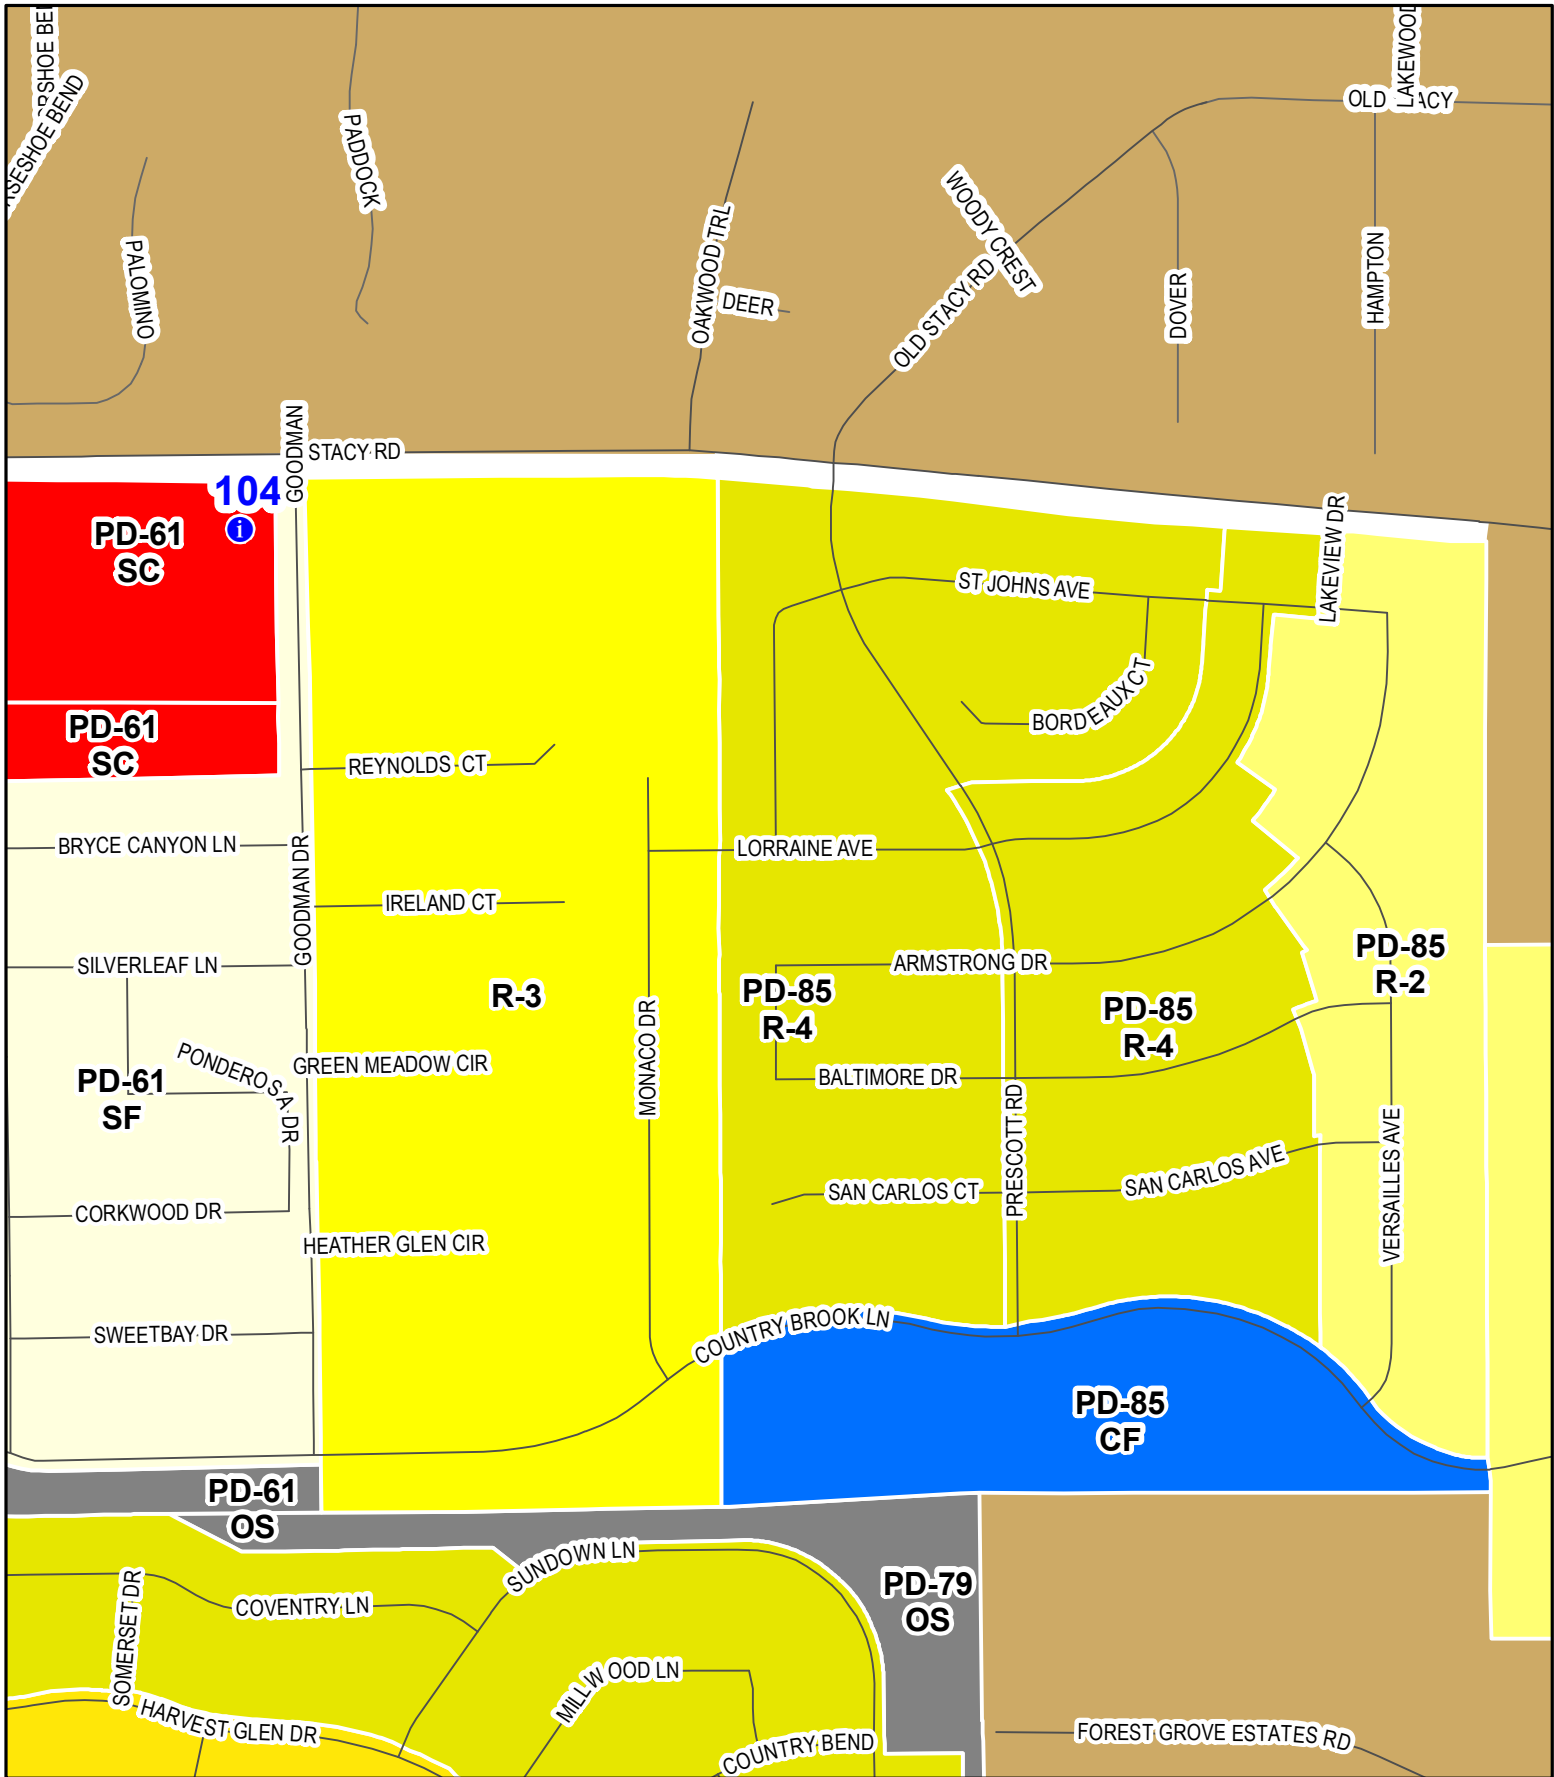 LAKEWOOD
SHOE BE
SESHOE BEND
OLD
ACY
PADDOCK
WOODY CREST
OAKWOOD TRL
DEER
PALOMINO
OLD STACY RD
DOVER
HAMPTON
GOODMAN
STACY RD
104
i
PD-61
SC
LAKEVIEW DR
ST JOHNS AVE
BORDEAUX CT
PD-61
SC
REYNOLDS CT
BRYCE CANYON LN
GOODMAN DR
LORRAINE AVE
IRELAND CT
SILVERLEAF LN
ARMSTRONG DR
PD-85
R-2
R-3
PD-85
R-4
PD-85
R-4
MONACO DR
PONDEROSA DR
GREEN MEADOW CIR
PD-61
SF
BALTIMORE DR
PRESCOTT RD
VERSAILLES AVE
SAN CARLOS CT
SAN CARLOS AVE
CORKWOOD DR
HEATHER GLEN CIR
SWEETBAY DR
COUNTRY BROOK LN
PD-85
CF
PD-61
OS
SUNDOWN LN
PD-79
OS
SOMERSET DR
COVENTRY LN
MILLWOOD LN
HARVEST GLEN DR
COUNTRY BEND
FOREST GROVE ESTATES RD